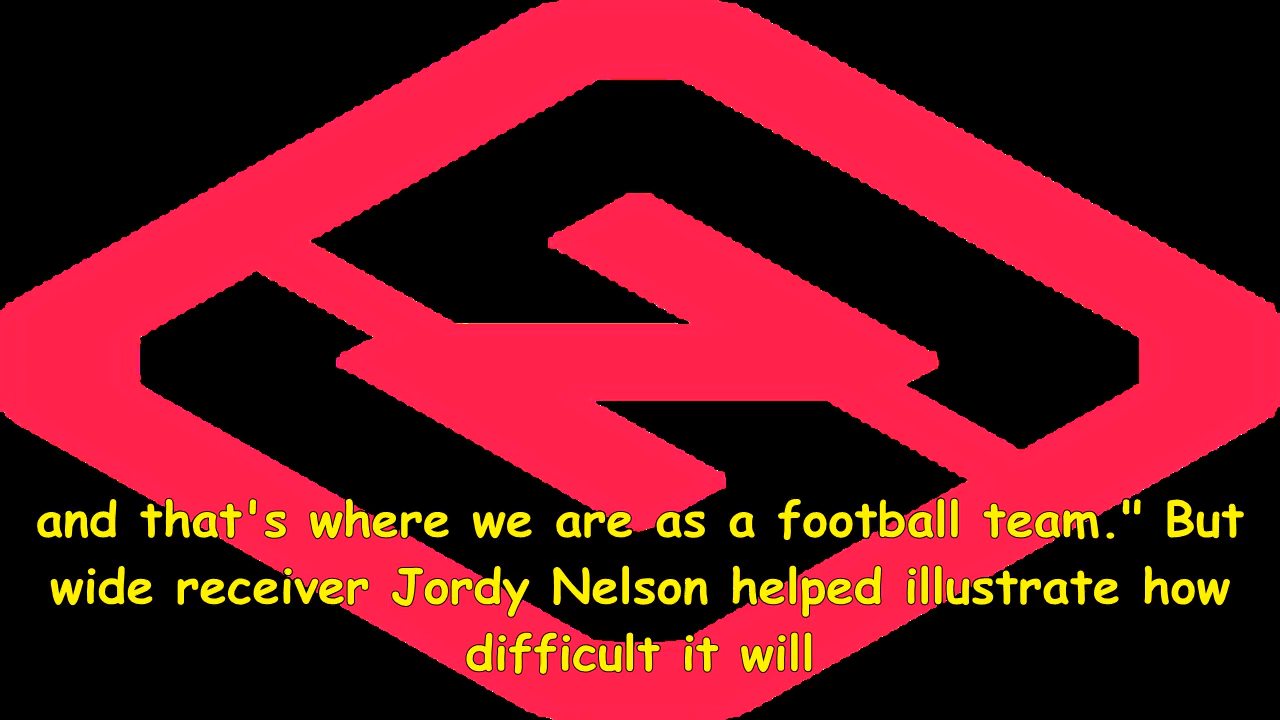 and that's where we are as a football team." But
wide receiver Jordy Nelson helped illustrate how
difficult it will